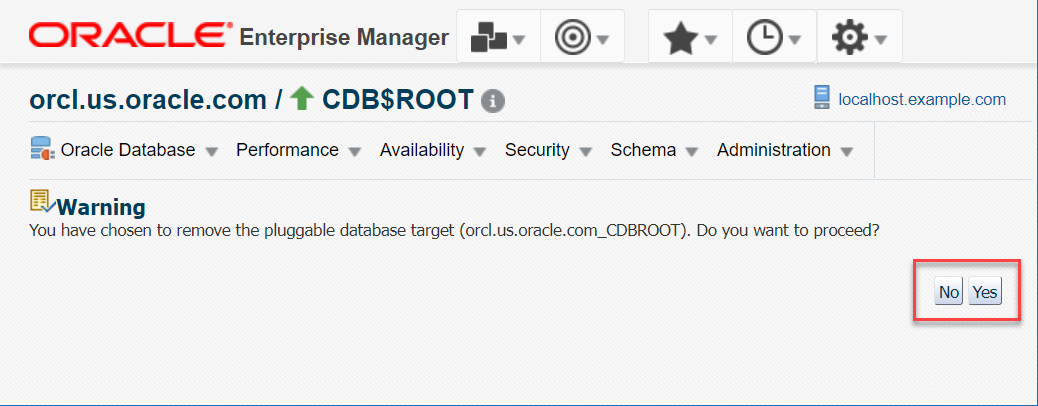 ORACLE Enterprise Manager
orcl.us.oracle.com / CDB$ROOT
localhost.example.com
Oracle Database Performance Availability Security Schema Administration
Warning
You have chosen to remove the pluggable database target (orcl.us.oracle.com_CDBROOT). Do you want to proceed?
No Yes